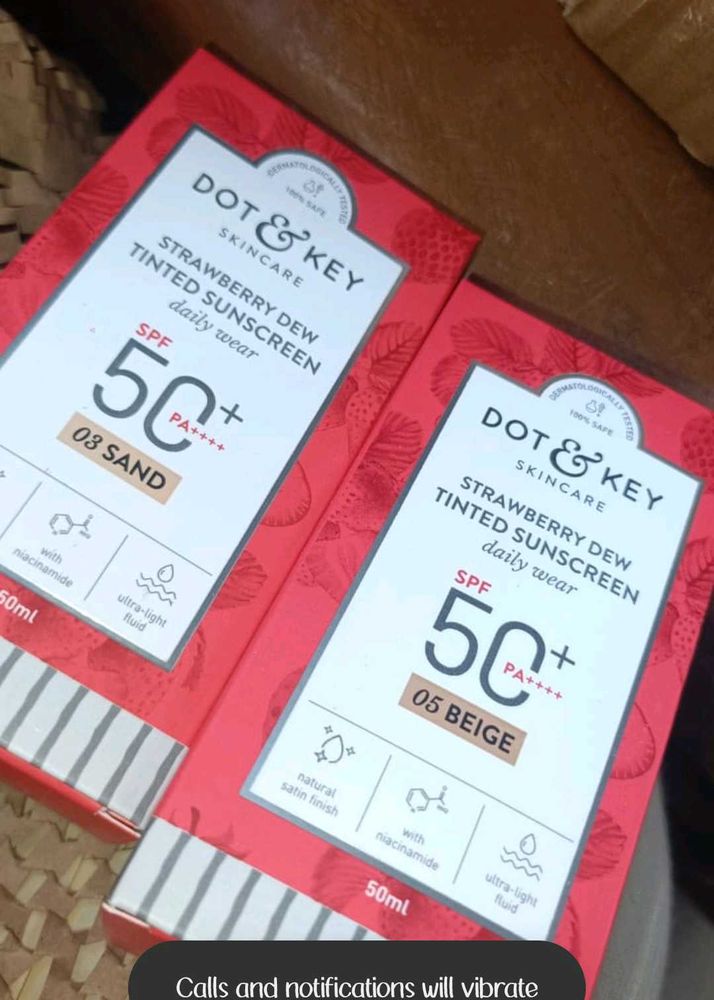 DERMATOLOGICALLY TESTED
100% SAFE
DOT & KEY
SKINCARE
STRAWBERRY DEW
TINTED SUNSCREEN
daily wear
SPF
50+
PA++++
03 SAND
with
niacinamide
ultra-light
fluid
50ml
DERMATOLOGICALLY TESTED
100% SAFE
DOT & KEY
SKINCARE
STRAWBERRY DEW
TINTED SUNSCREEN
daily wear
SPF
50+
PA++++
05 BEIGE
natural
satin finish
with
niacinamide
ultra-light
fluid
50ml
Calls and notifications will vibrate